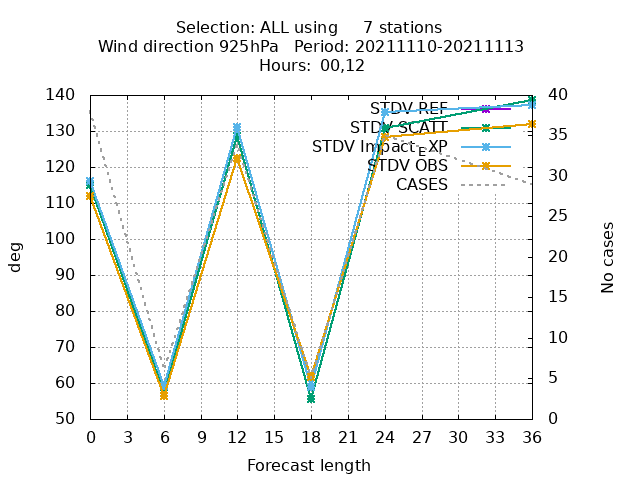 Selection: ALL using 7 stations
Wind direction 925hPa Period: 20211110-20211113
Hours: 00,12
140
130
120
110
100
90
80
70
60
50
deg
40
35
30
25
20
15
10
5
0
No cases
STDV REF
STDV SCATT
STDV Impact_EXP
STDV OBS
CASES
0 3 6 9 12 15 18 21 24 27 30 33 36
Forecast length